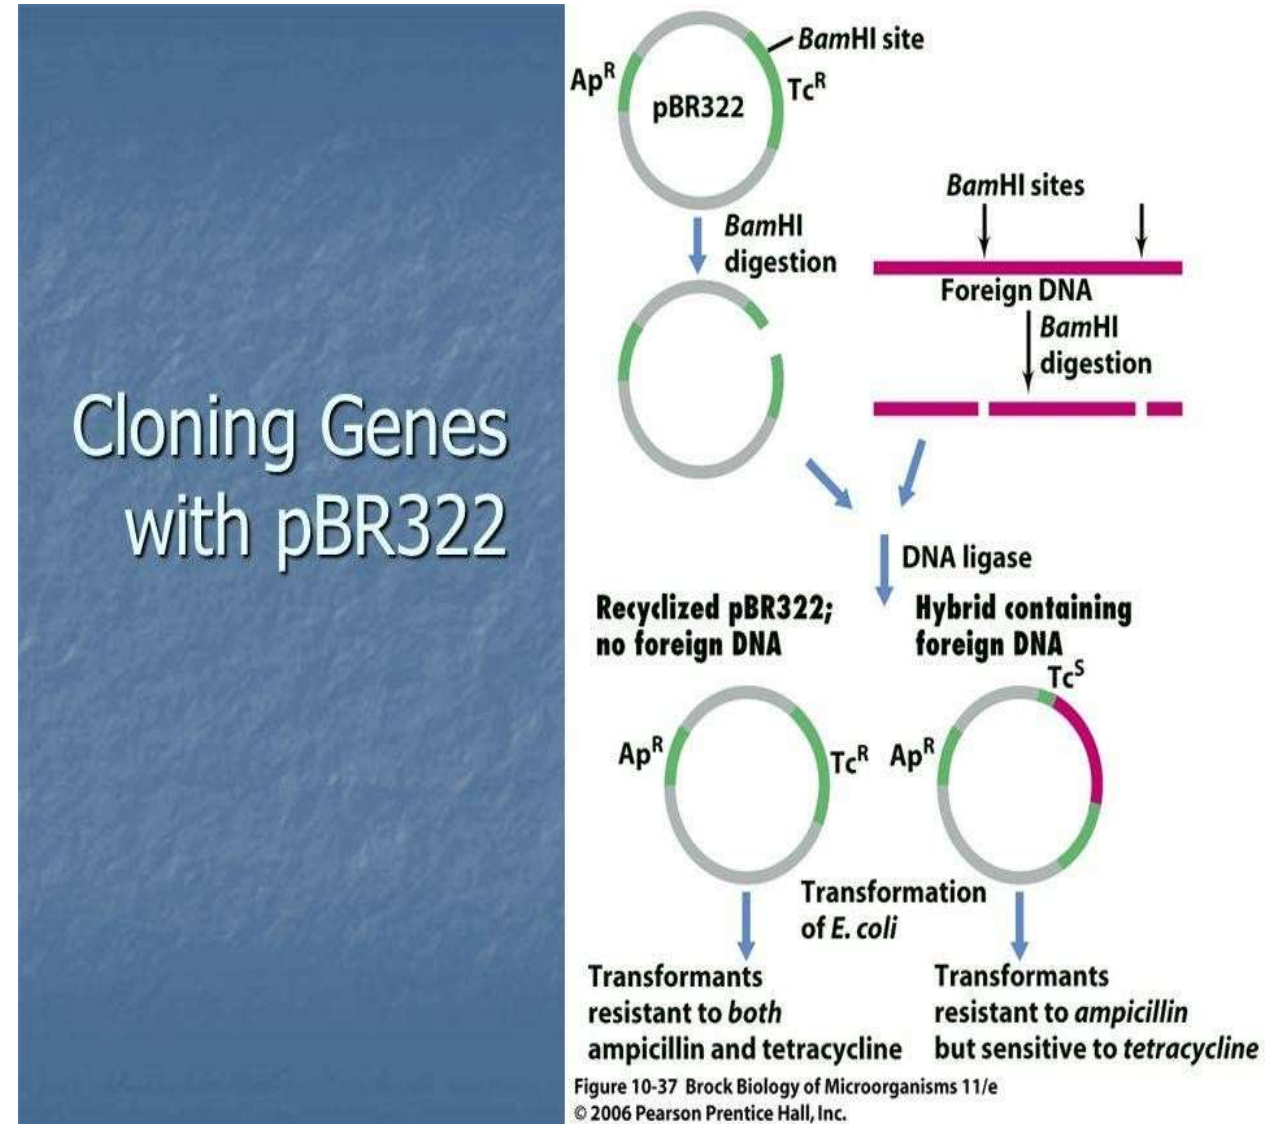 Cloning Genes
with pBR322
BamHI site
Ap^R
pBR322
Tc^R
BamHI
digestion
BamHI sites
Foreign DNA
BamHI
digestion
DNA ligase
Recyclized pBR322;
no foreign DNA
Hybrid containing
foreign DNA
Tc^S
Ap^R
Tc^R
Ap^R
Transformation
of E. coli
Transformants
resistant to both
ampicillin and tetracycline
Transformants
resistant to ampicillin
but sensitive to tetracycline
Figure 10-37 Brock Biology of Microorganisms 11/e
© 2006 Pearson Prentice Hall, Inc.